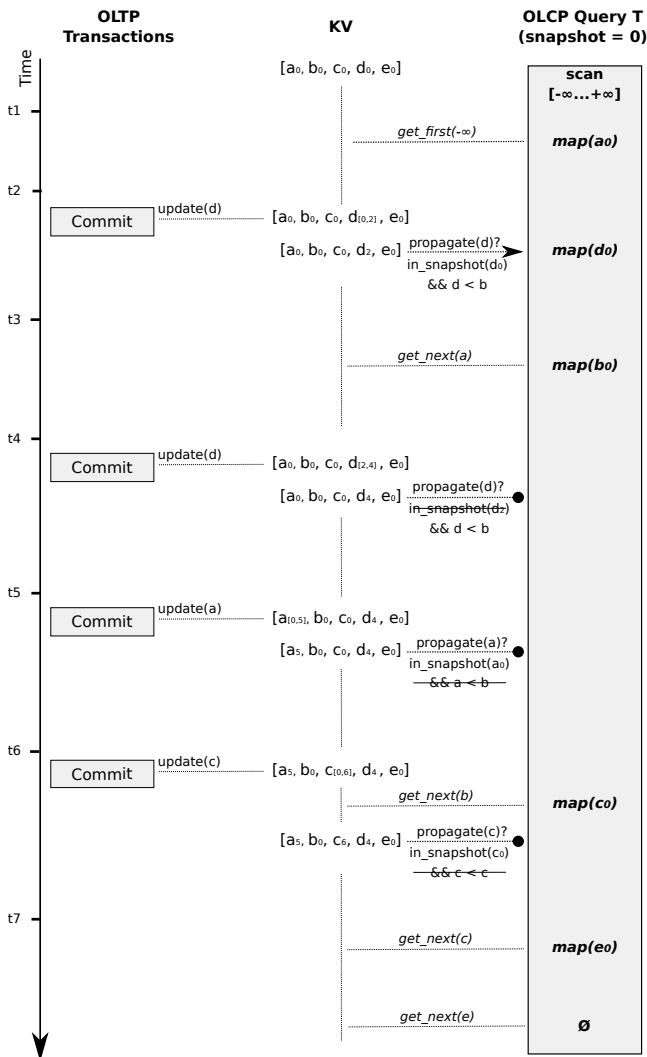 OLTP
Transactions
KV
OLCP Query T
(snapshot = 0)
Time
[a₀, b₀, c₀, d₀, e₀]
scan
[-∞...+∞]
t1
get_first(-∞)
map(a₀)
t2
Commit
update(d)
[a₀, b₀, c₀, d[0,2] , e₀]
[a₀, b₀, c₀, d₂, e₀]
propagate(d)?
in_snapshot(d₀)
&& d < b
map(d₀)
t3
get_next(a)
map(b₀)
t4
Commit
update(d)
[a₀, b₀, c₀, d[2,4] , e₀]
[a₀, b₀, c₀, d₄, e₀]
propagate(d)?
in_snapshot(d₂)
&& d < b
t5
Commit
update(a)
[a[0,5], b₀, c₀, d₄ , e₀]
[a₅, b₀, c₀, d₄, e₀]
propagate(a)?
in_snapshot(a₀)
&& a < b
t6
Commit
update(c)
[a₅, b₀, c[0,6], d₄ , e₀]
get_next(b)
map(c₀)
[a₅, b₀, c₆, d₄, e₀]
propagate(c)?
in_snapshot(c₀)
&& c < c
t7
get_next(c)
map(e₀)
get_next(e)
Ø